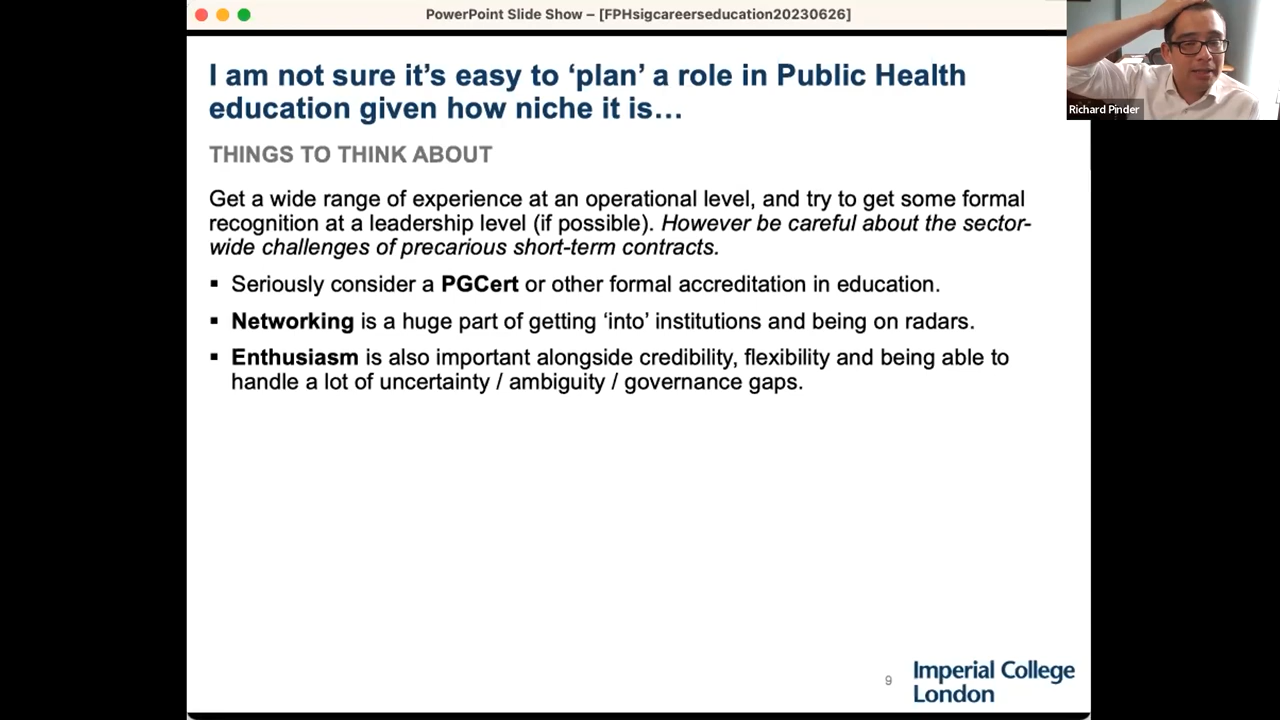 PowerPoint Slide Show – [FPHsigcareerseducation20230626]
Richard Pinder
I am not sure it’s easy to ‘plan’ a role in Public Health
education given how niche it is…
THINGS TO THINK ABOUT
Get a wide range of experience at an operational level, and try to get some formal
recognition at a leadership level (if possible). However be careful about the sector-
wide challenges of precarious short-term contracts.
▪ Seriously consider a PGCert or other formal accreditation in education.
▪ Networking is a huge part of getting ‘into’ institutions and being on radars.
▪ Enthusiasm is also important alongside credibility, flexibility and being able to
handle a lot of uncertainty / ambiguity / governance gaps.
9
Imperial College
London